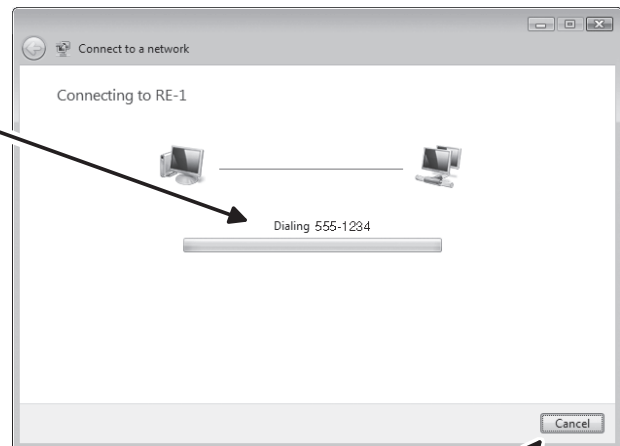 Connect to a network
Connecting to RE-1
Dialing 555-1234
Cancel